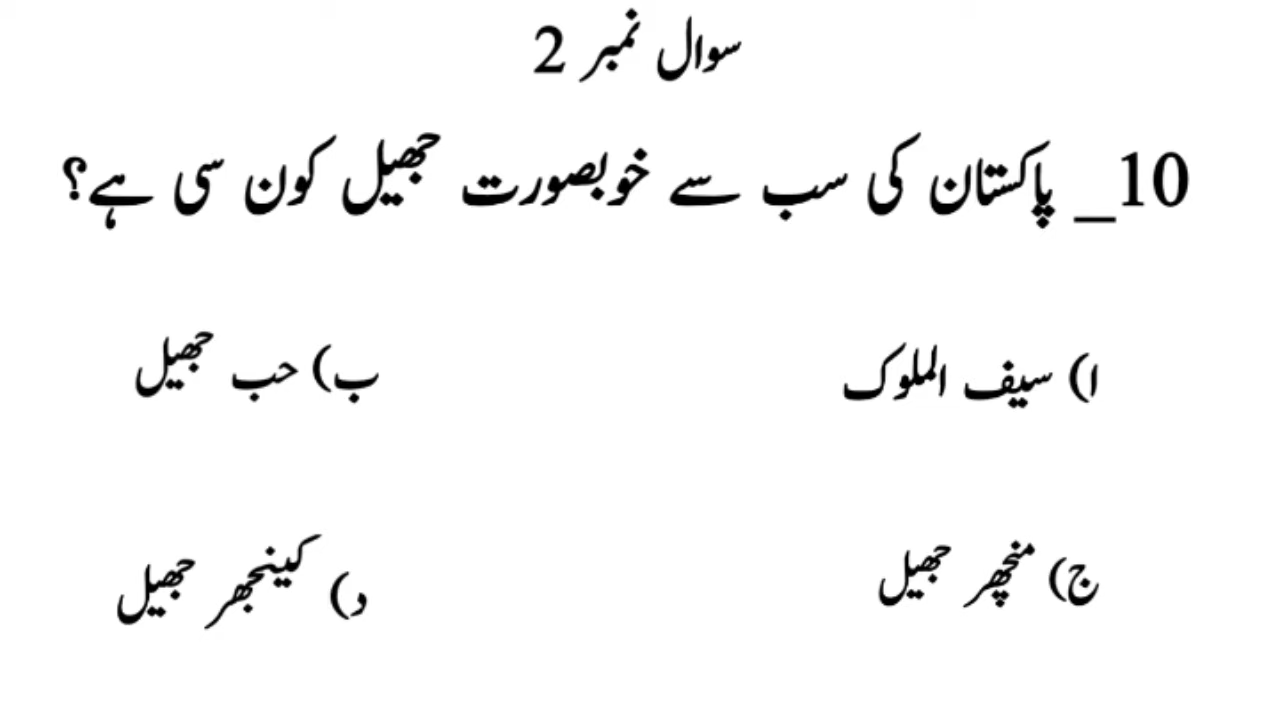 سوال نمبر 2
10_ پاکستان کی سب سے خوبصورت جھیل کون سی ہے؟
ا) سیف الملوک
ب) حب جھیل
ج) منچھر جھیل
د) کینجھر جھیل